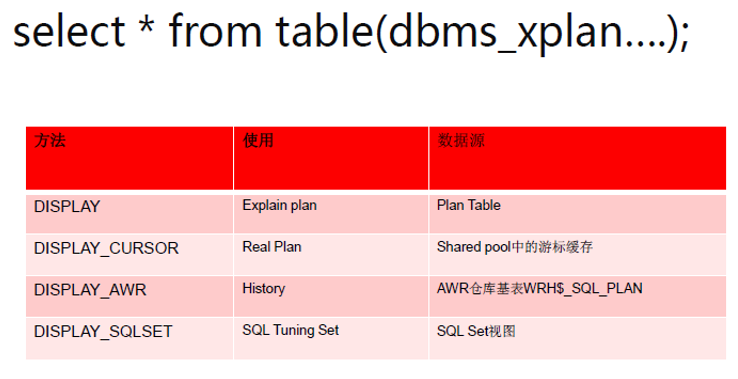 select * from table(dbms_xplan....);
方法 使用 数据源
DISPLAY Explain plan Plan Table
DISPLAY_CURSOR Real Plan Shared pool中的游标缓存
DISPLAY_AWR History AWR仓库基表WRH$_SQL_PLAN
DISPLAY_SQLSET SQL Tuning Set SQL Set视图